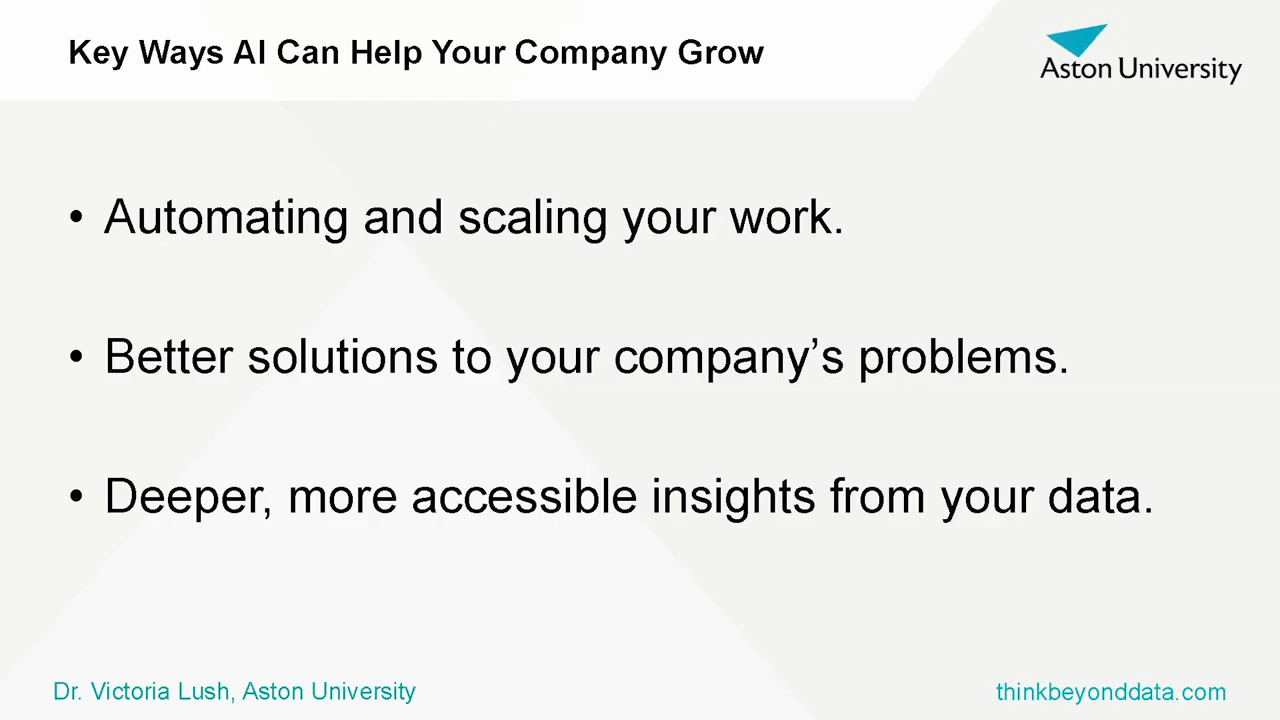 Key Ways AI Can Help Your Company Grow
Aston University
• Automating and scaling your work.
• Better solutions to your company’s problems.
• Deeper, more accessible insights from your data.
Dr. Victoria Lush, Aston University
thinkbeyonddata.com